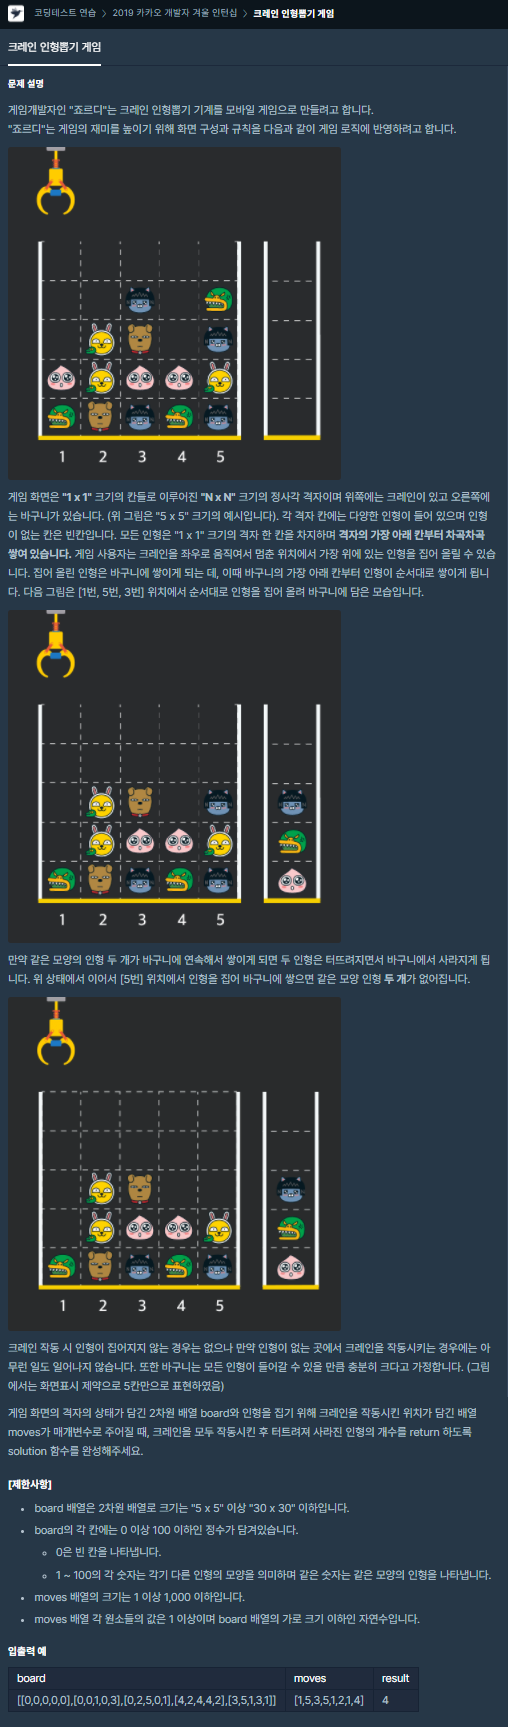 코딩테스트 연습 > 2019 카카오 개발자 겨울 인턴십 > 크레인 인형뽑기 게임
크레인 인형뽑기 게임
문제 설명
게임개발자인 "죠르디"는 크레인 인형뽑기 기계를 모바일 게임으로 만들려고 합니다.
"죠르디"는 게임의 재미를 높이기 위해 화면 구성과 규칙을 다음과 같이 게임 로직에 반영하려고 합니다.
1 2 3 4 5
게임 화면은 "1 x 1" 크기의 칸들로 이루어진 "N x N" 크기의 정사각 격자이며 위쪽에는 크레인이 있고 오른쪽에
는 바구니가 있습니다. (위 그림은 "5 x 5" 크기의 예시입니다). 각 격자 칸에는 다양한 인형이 들어 있으며 인형
이 없는 칸은 빈칸입니다. 모든 인형은 "1 x 1" 크기의 격자 한 칸을 차지하며 격자의 가장 아래 칸부터 차곡차곡
쌓여 있습니다. 게임 사용자는 크레인을 좌우로 움직여서 멈춘 위치에서 가장 위에 있는 인형을 집어 올릴 수 있습
니다. 집어 올린 인형은 바구니에 쌓이게 되는 데, 이때 바구니의 가장 아래 칸부터 인형이 순서대로 쌓이게 됩니
다. 다음 그림은 [1번, 5번, 3번] 위치에서 순서대로 인형을 집어 올려 바구니에 담은 모습입니다.
1 2 3 4 5
만약 같은 모양의 인형 두 개가 바구니에 연속해서 쌓이게 되면 두 인형은 터뜨려지면서 바구니에서 사라지게 됩
니다. 위 상태에서 이어서 [5번] 위치에서 인형을 집어 바구니에 쌓으면 같은 모양 인형 두 개가 없어집니다.
1 2 3 4 5
크레인 작동 시 인형이 집어지지 않는 경우는 없으나 만약 인형이 없는 곳에서 크레인을 작동시키는 경우에는 아
무런 일도 일어나지 않습니다. 또한 바구니는 모든 인형이 들어갈 수 있을 만큼 충분히 크다고 가정합니다. (그림
에서는 화면표시 제약으로 5칸만으로 표현하였음)
게임 화면의 격자의 상태가 담긴 2차원 배열 board와 인형을 집기 위해 크레인을 작동시킨 위치가 담긴 배열
moves가 매개변수로 주어질 때, 크레인을 모두 작동시킨 후 터트려져 사라진 인형의 개수를 return 하도록
solution 함수를 완성해주세요.
[제한사항]
• board 배열은 2차원 배열로 크기는 "5 x 5" 이상 "30 x 30" 이하입니다.
• board의 각 칸에는 0 이상 100 이하인 정수가 담겨있습니다.
◦ 0은 빈 칸을 나타냅니다.
◦ 1 ~ 100의 각 숫자는 각기 다른 인형의 모양을 의미하며 같은 숫자는 같은 모양의 인형을 나타냅니다.
• moves 배열의 크기는 1 이상 1,000 이하입니다.
• moves 배열 각 원소들의 값은 1 이상이며 board 배열의 가로 크기 이하인 자연수입니다.
입출력 예
board moves result
[[0,0,0,0,0],[0,0,1,0,3],[0,2,5,0,1],[4,2,4,4,2],[3,5,1,3,1]] [1,5,3,5,1,2,1,4] 4